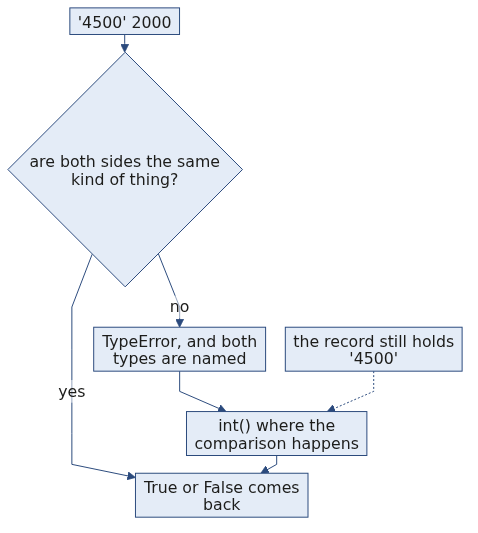 '4500' 2000
are both sides the same
kind of thing?
no
TypeError, and both
types are named
the record still holds
'4500'
yes
int() where the
comparison happens
True or False comes
back